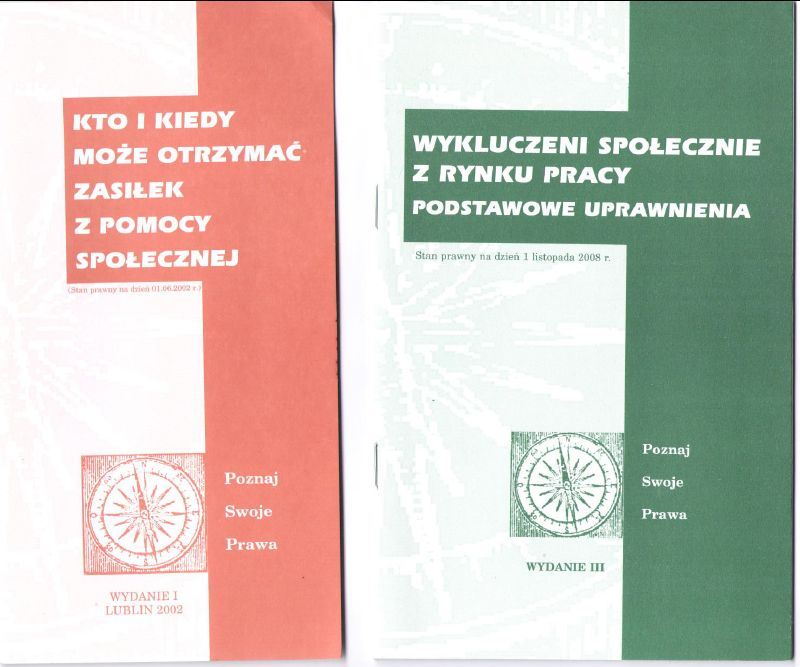 KTO I KIEDY
MOŻE OTRZYMAĆ
ZASIŁEK
Z POMOCY
SPOŁECZNEJ
(Stan prawny na dzień 01.06.2002 r.)
Poznaj
Swoje
Prawa
WYDANIE I
LUBLIN 2002
WYKLUCZENI SPOŁECZNIE
Z RYNKU PRACY
PODSTAWOWE UPRAWNIENIA
Stan prawny na dzień 1 listopada 2008 r.
Poznaj
Swoje
Prawa
WYDANIE III